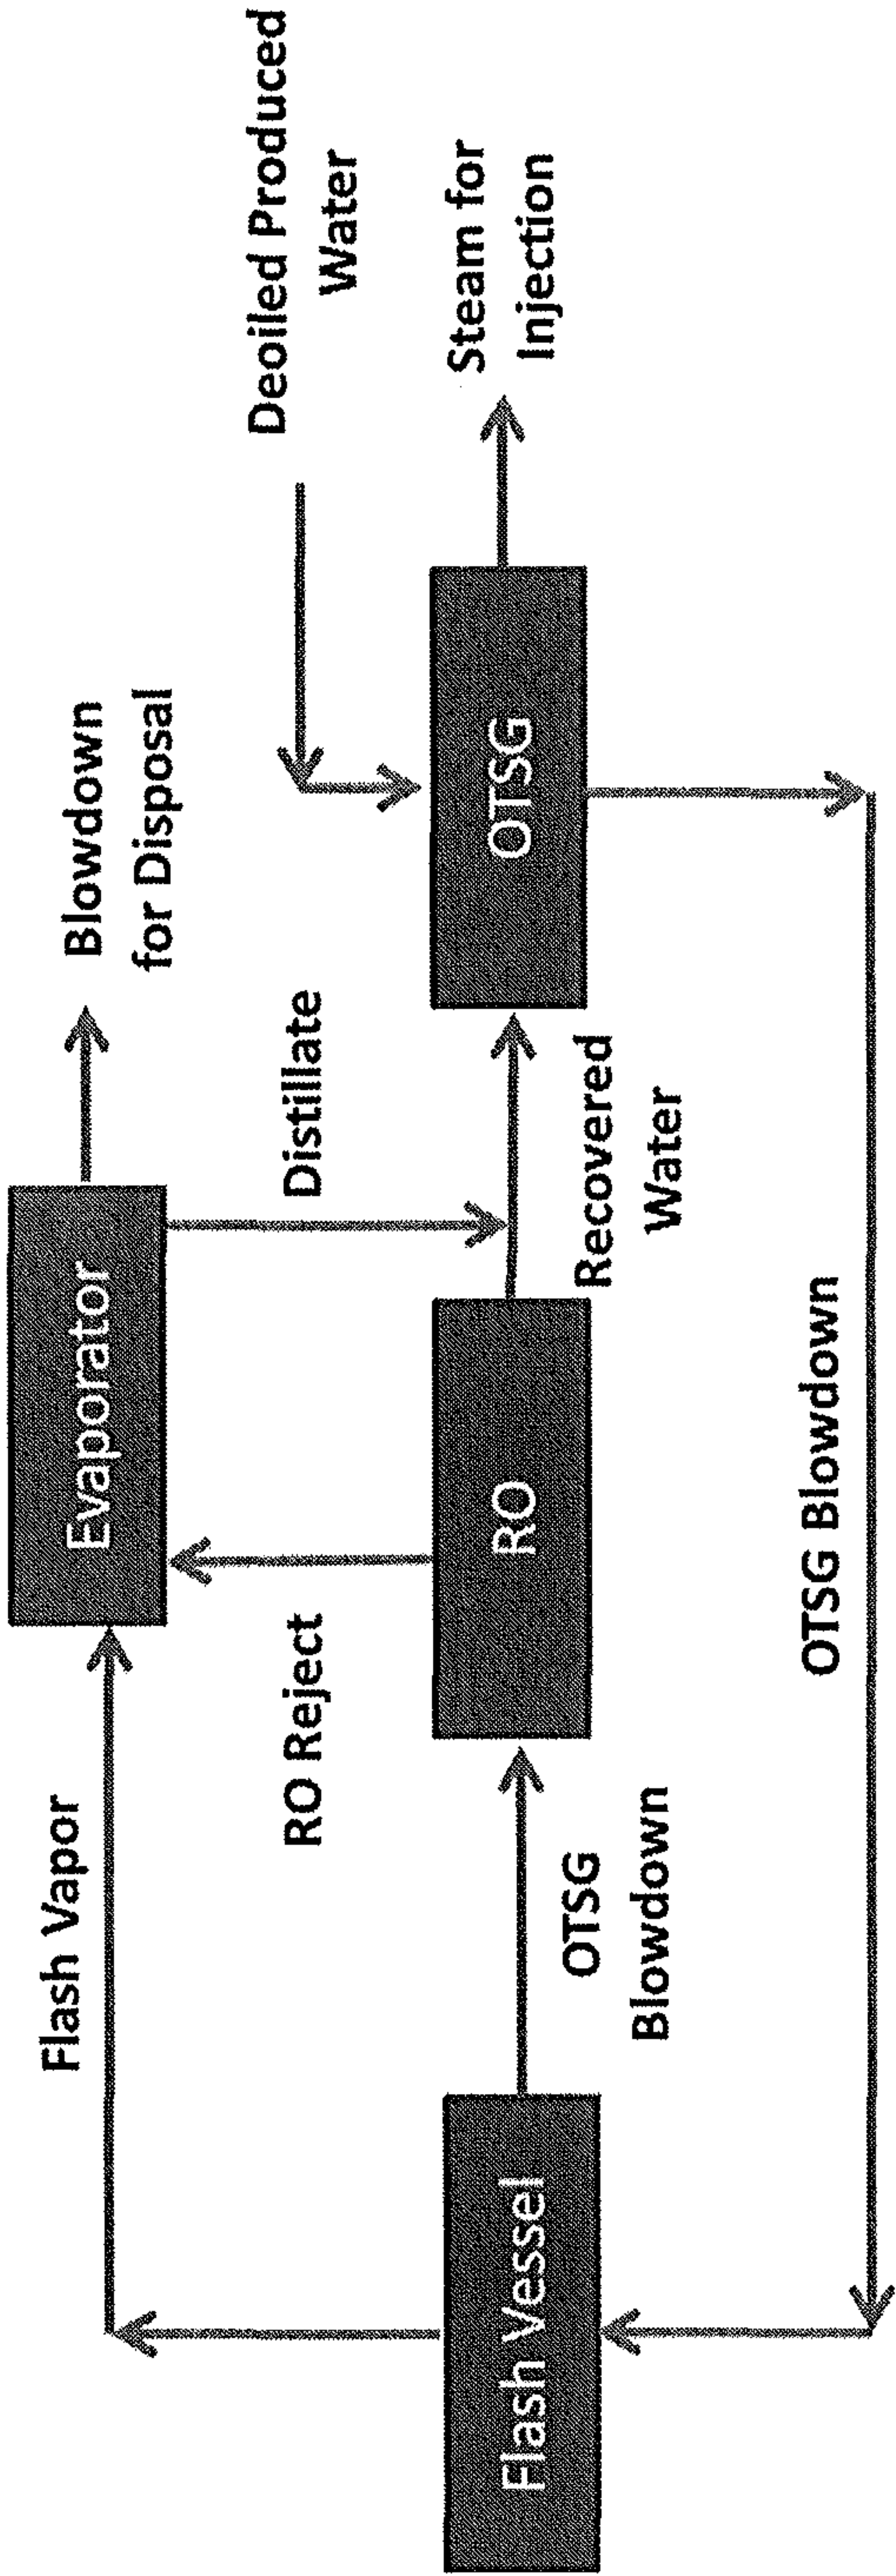 Flash Vapor
Evaporator
Blowdown
for Disposal
RO Reject
Distillate
Deoiled Produced
Water
Flash Vessel
OTSG
Blowdown
RO
Recovered
Water
OTSG
Steam for
Injection
OTSG Blowdown